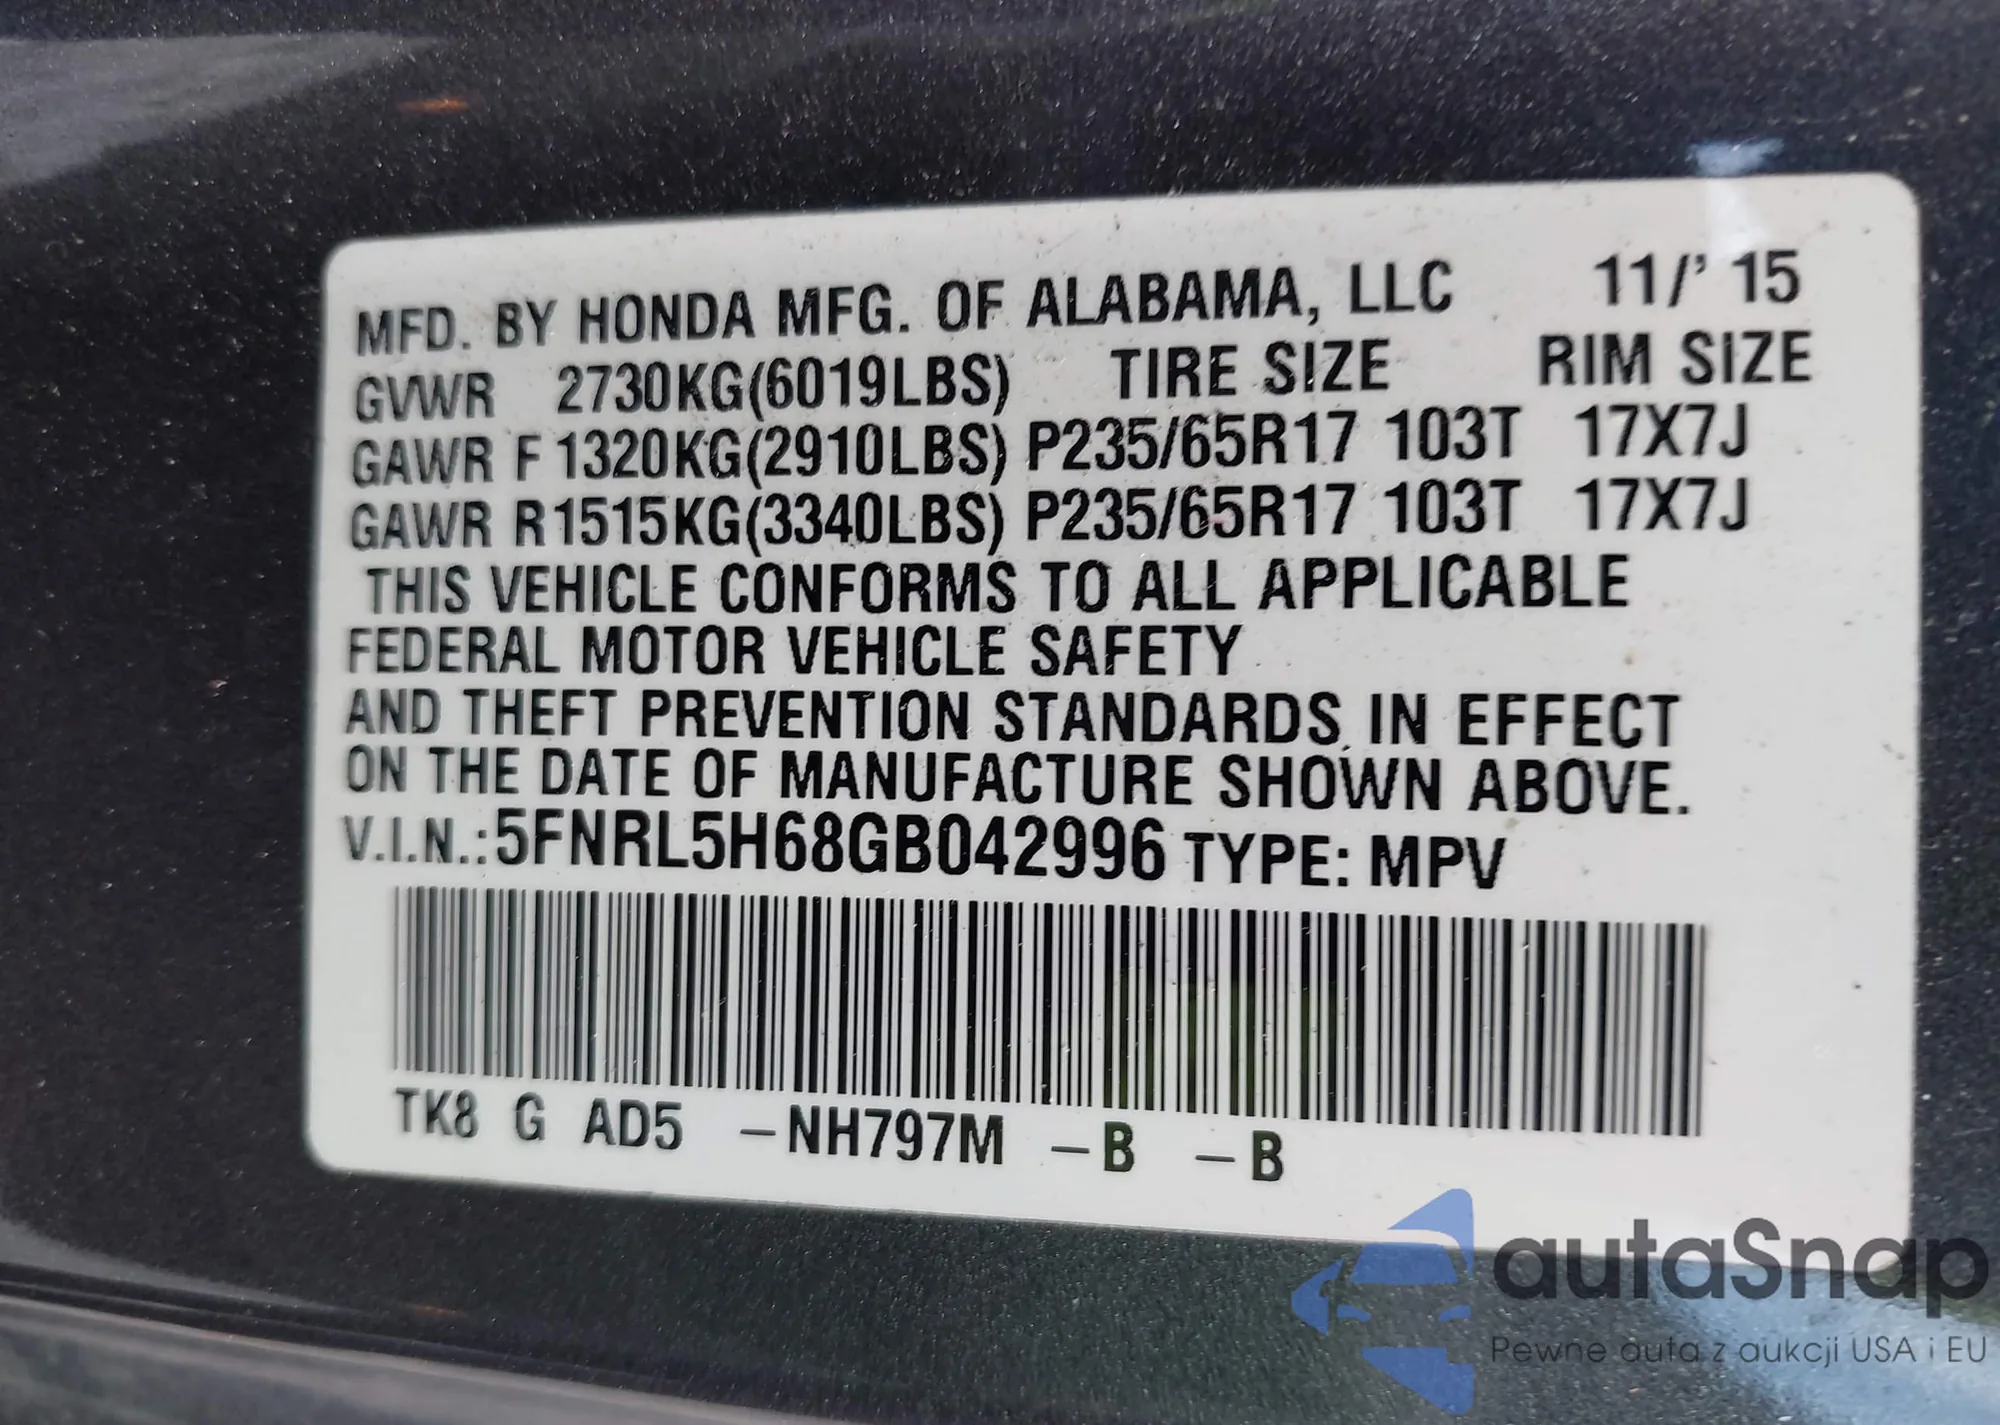 MFD. BY HONDA MFG. OF ALABAMA, LLC 11/' 15
GVWR 2730KG(6019LBS) TIRE SIZE RIM SIZE
GAWR F 1320KG(2910LBS) P235/65R17 103T 17X7J
GAWR R 1515KG(3340LBS) P235/65R17 103T 17X7J
THIS VEHICLE CONFORMS TO ALL APPLICABLE
FEDERAL MOTOR VEHICLE SAFETY
AND THEFT PREVENTION STANDARDS IN EFFECT
ON THE DATE OF MANUFACTURE SHOWN ABOVE.
V.I.N.:5FNRL5H68GB042996 TYPE: MPV
TK8 G AD5 -NH797M -B -B
autaSnap
Pewne auta z aukcji USA i EU